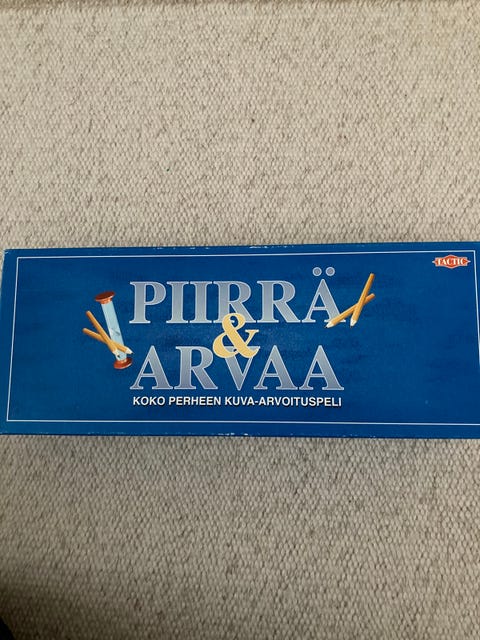 TACTIC
PIIRRÄ
&
ARVAA
KOKO PERHEEN KUVA-ARVOITUSPELI